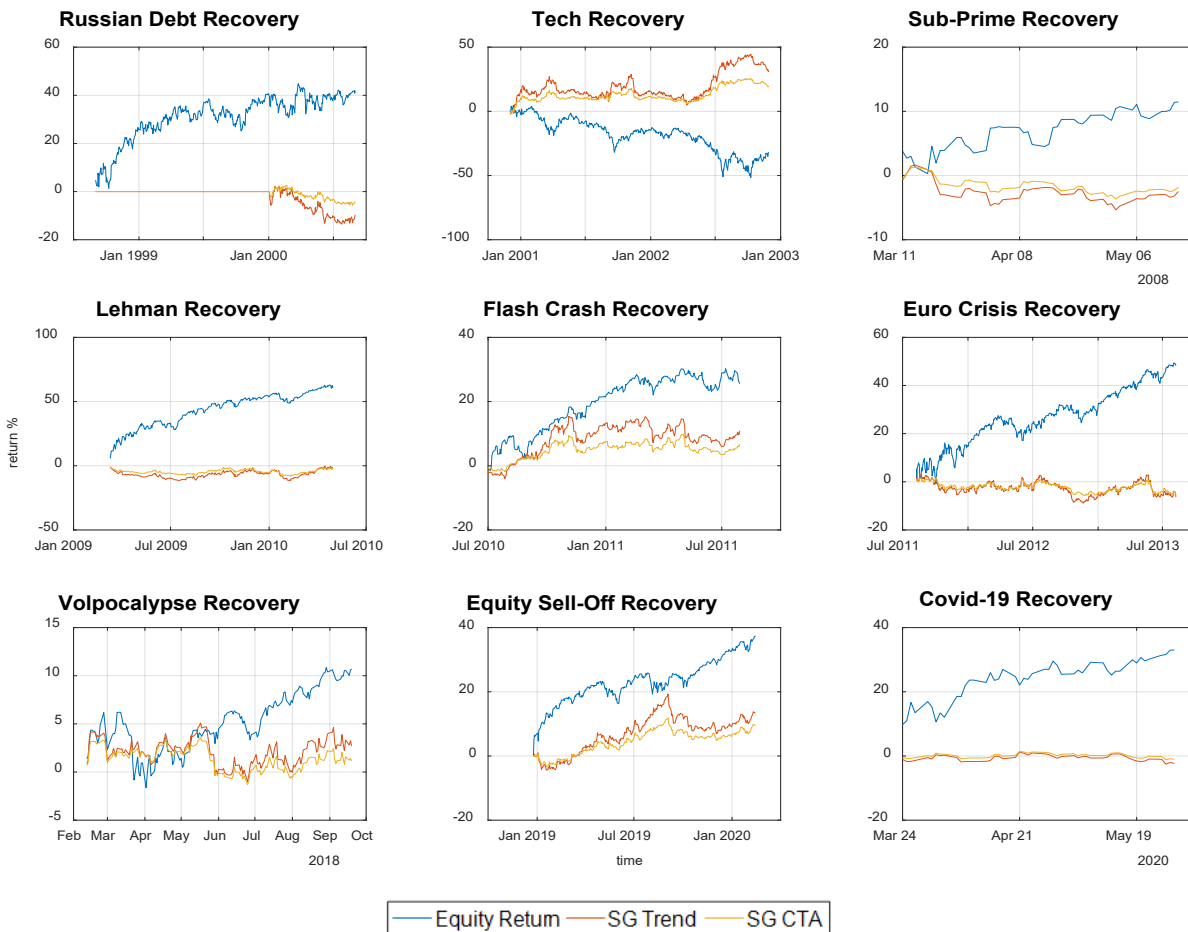 Russian Debt Recovery
60
40
20
0
-20
Jan 1999
Jan 2000
Tech Recovery
50
0
-50
-100
Jan 2001
Jan 2002
Jan 2003
Sub-Prime Recovery
20
10
0
-10
Mar 11
Apr 08
May 06
2008
Lehman Recovery
100
50
0
-50
return %
Jan 2009
Jul 2009
Jan 2010
Jul 2010
Flash Crash Recovery
40
20
0
-20
Jul 2010
Jan 2011
Jul 2011
Euro Crisis Recovery
60
40
20
0
-20
Jul 2011
Jul 2012
Jul 2013
Volpocalypse Recovery
15
10
5
0
-5
Feb
Mar
Apr
May
Jun
Jul
Aug
Sep
Oct
2018
Equity Sell-Off Recovery
40
20
0
-20
Jan 2019
Jul 2019
Jan 2020
time
Covid-19 Recovery
40
20
0
-20
Mar 24
Apr 21
May 19
2020
Equity Return
SG Trend
SG CTA